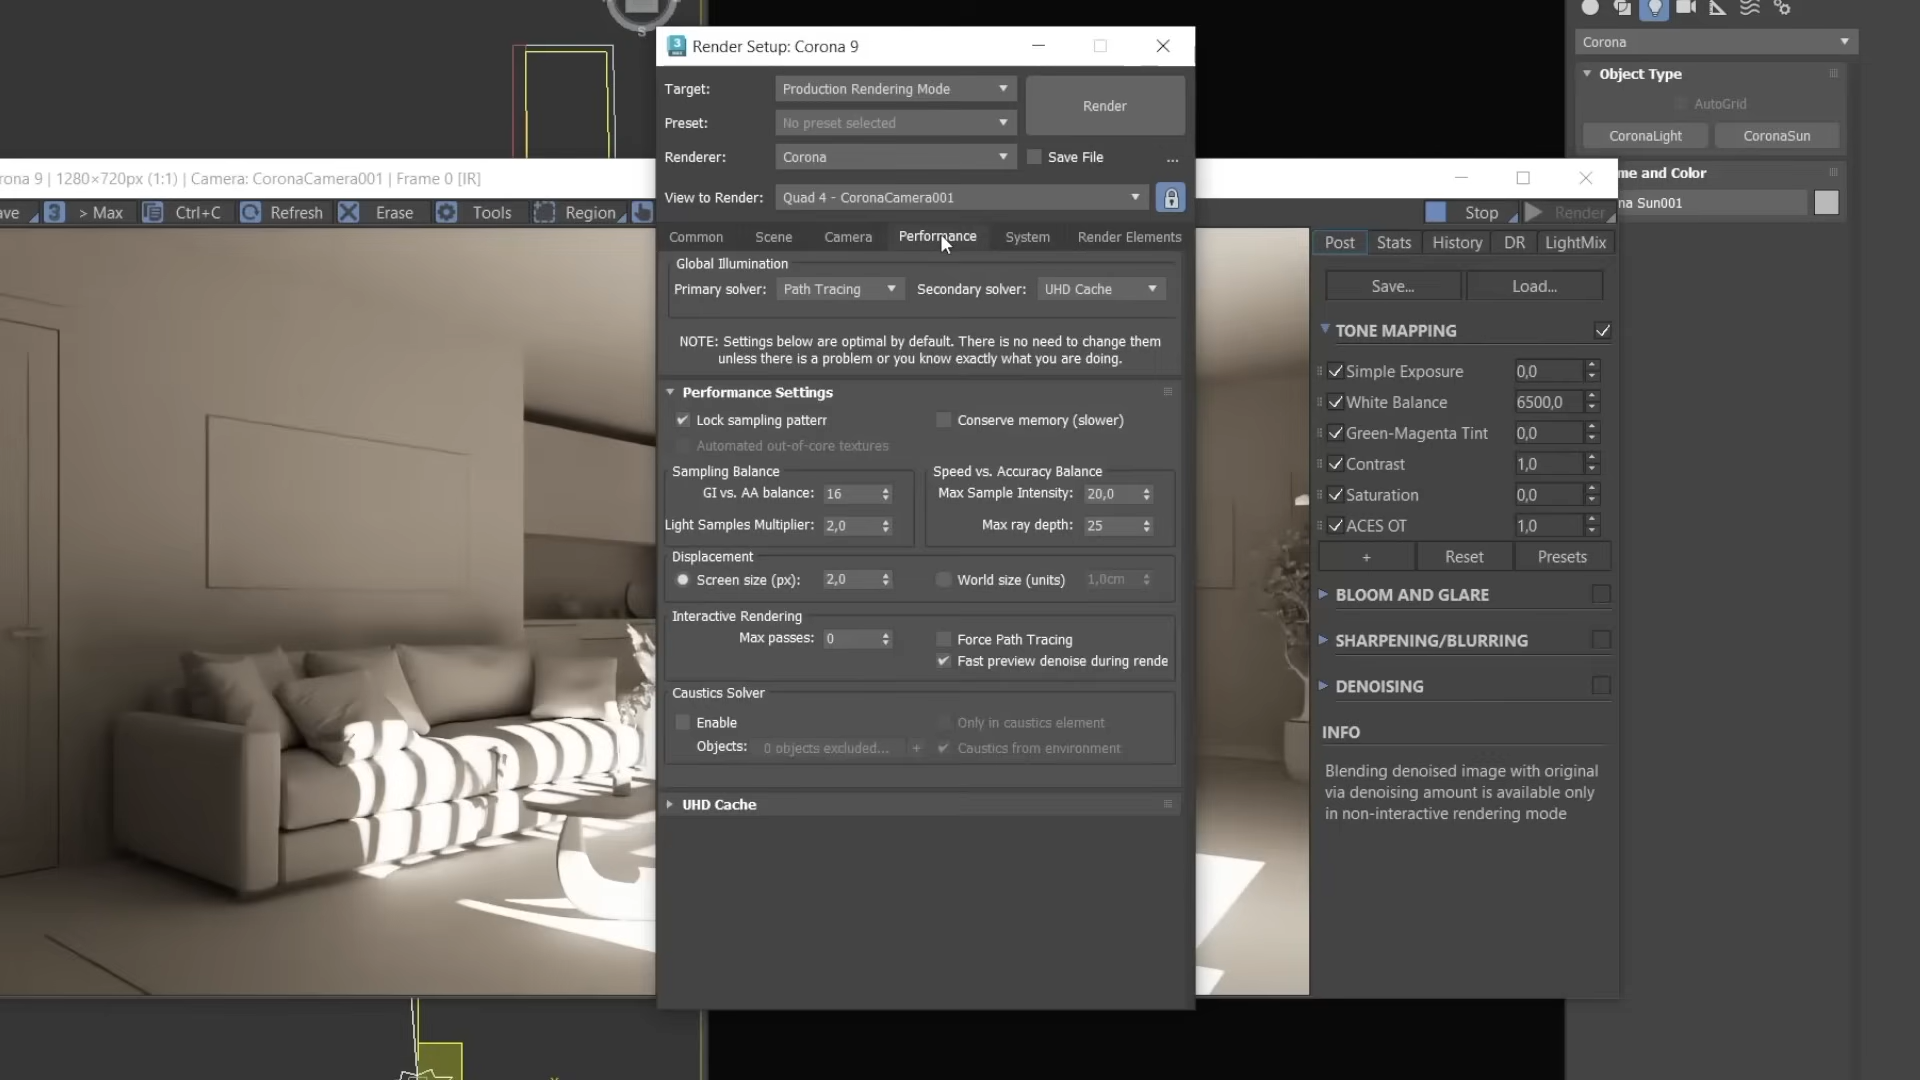 S
Render Setup: Corona 9
Target:
Production Rendering Mode
Render
Preset:
No preset selected
Renderer:
Corona
Save File
...
View to Render:
Quad 4 - CoronaCamera001
Common
Scene
Camera
Performance
System
Render Elements
Global Illumination
Primary solver:
Path Tracing
Secondary solver:
UHD Cache
NOTE: Settings below are optimal by default. There is no need to change them
unless there is a problem or you know exactly what you are doing.
Performance Settings
Lock sampling patterr
Conserve memory (slower)
Automated out-of-core textures
Sampling Balance
GI vs. AA balance:
16
Light Samples Multiplier:
2,0
Speed vs. Accuracy Balance
Max Sample Intensity:
20,0
Max ray depth:
25
Displacement
Screen size (px):
2,0
World size (units)
1,0cm
Interactive Rendering
Max passes:
0
Force Path Tracing
Fast preview denoise during rende
Caustics Solver
Enable
Only in caustics element
Objects:
0 objects excluded...
+
Caustics from environment
UHD Cache
rona 9 | 1280×720px (1:1) | Camera: CoronaCamera001 | Frame 0 [IR]
ave
3
> Max
Ctrl+C
Refresh
Erase
Tools
Region
Stop
Render
Post
Stats
History
DR
LightMix
Save...
Load...
TONE MAPPING
Simple Exposure
0,0
White Balance
6500,0
Green-Magenta Tint
0,0
Contrast
1,0
Saturation
0,0
ACES OT
1,0
+
Reset
Presets
BLOOM AND GLARE
SHARPENING/BLURRING
DENOISING
INFO
Blending denoised image with original
via denoising amount is available only
in non-interactive rendering mode
Corona
Object Type
AutoGrid
CoronaLight
CoronaSun
me and Color
na Sun001